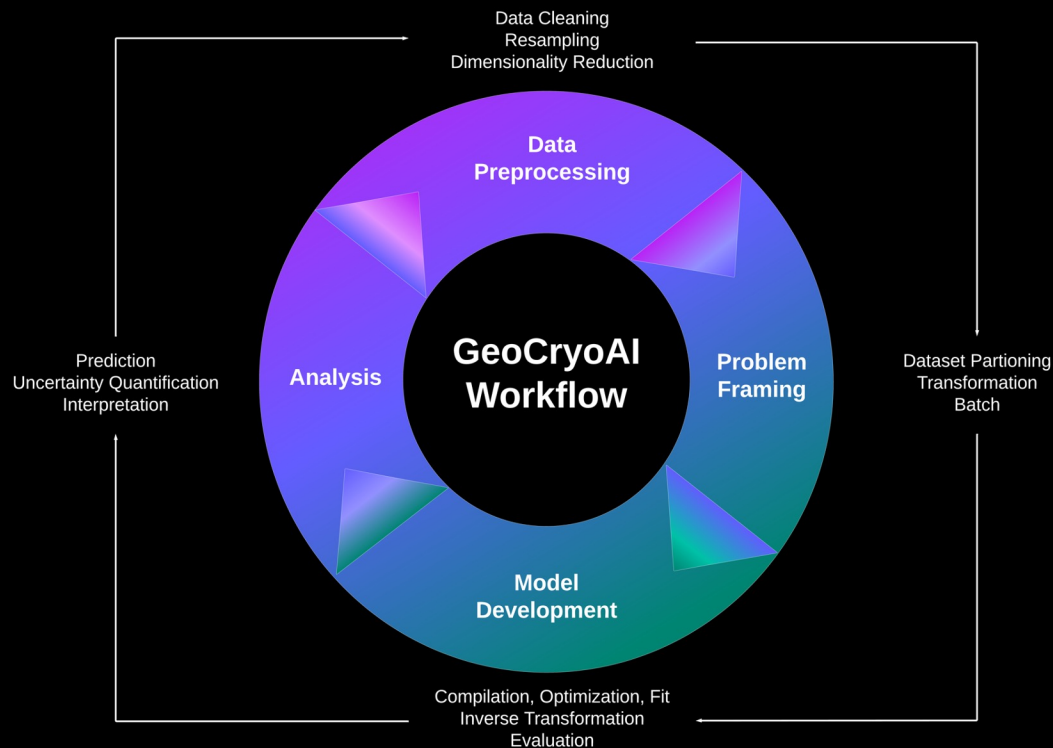 Data Cleaning
Resampling
Dimensionality Reduction
Data
Preprocessing
GeoCryoAI
Workflow
Problem
Framing
Dataset Partioning
Transformation
Batch
Model
Development
Compilation, Optimization, Fit
Inverse Transformation
Evaluation
Analysis
Prediction
Uncertainty Quantification
Interpretation